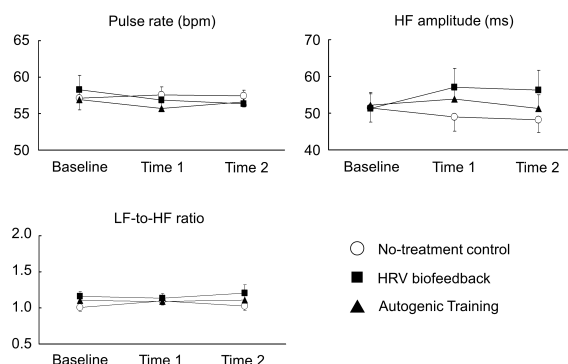 Pulse rate (bpm)
65
60
55
50
Baseline Time 1 Time 2
HF amplitude (ms)
70
60
50
40
Baseline Time 1 Time 2
LF-to-HF ratio
2.0
1.5
1.0
0.5
Baseline Time 1 Time 2
No-treatment control
HRV biofeedback
Autogenic Training